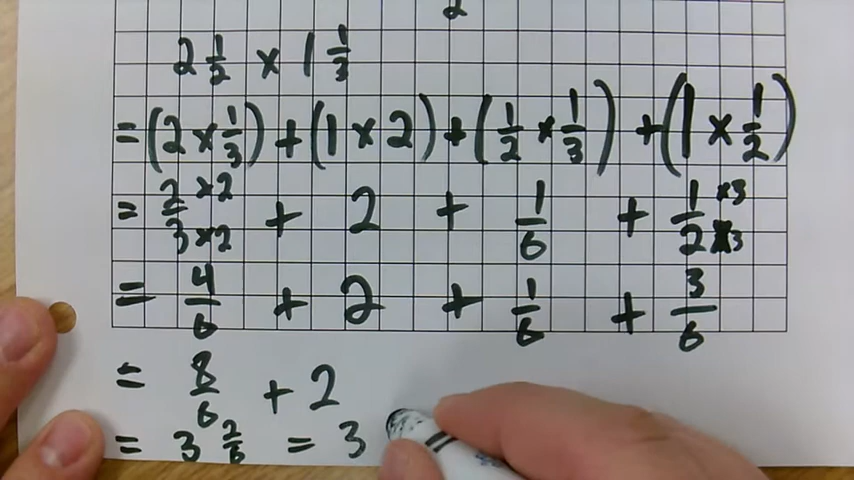 2
2 1/2 × 1 1/3
= (2 × 1/3) + (1 × 2) + (1/2 × 1/3) + (1 × 1/2)
= 2/3 ×2 ×2 + 2 + 1/6 + 1/2 ×3 ×3
= 4/6 + 2 + 1/6 + 3/6
= 8/6 + 2
= 3 2/6 = 3